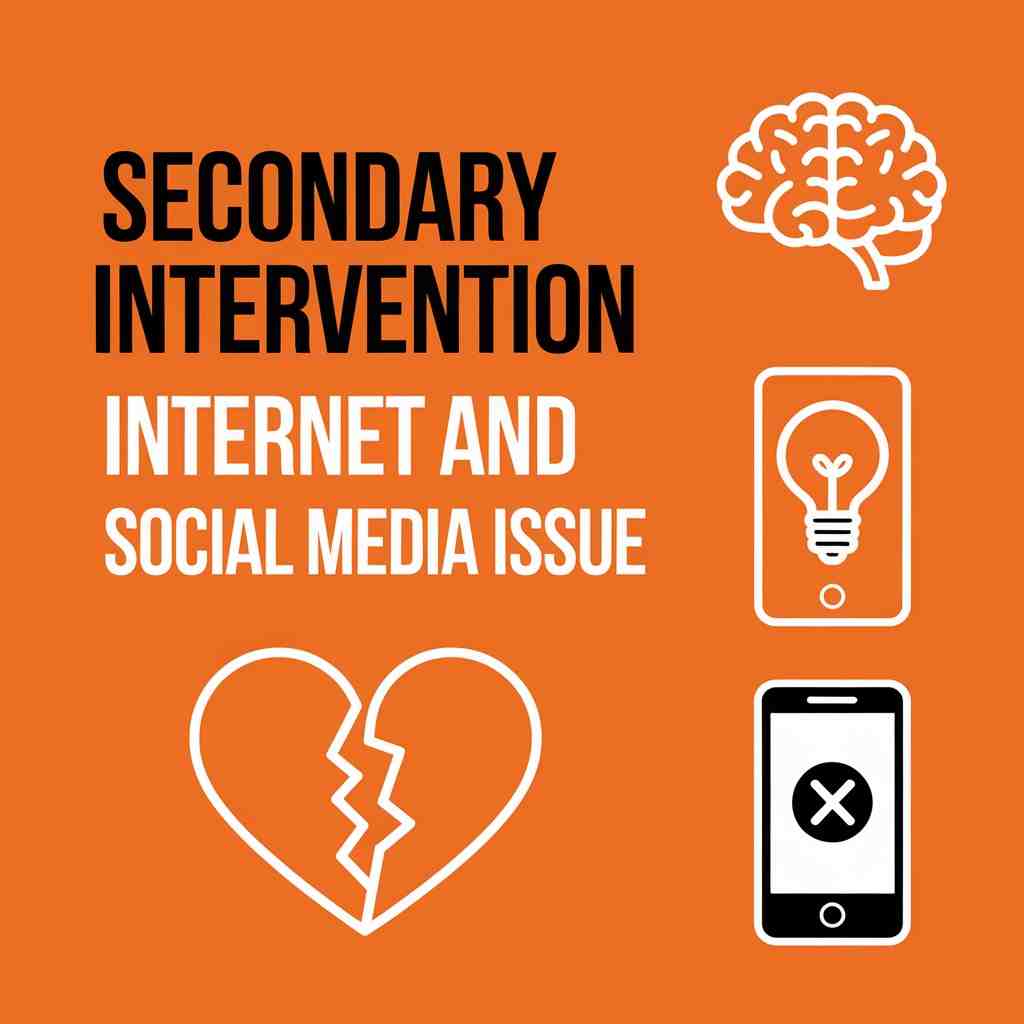 SECONDARY
INTERVENTION
INTERNET AND
SOCIAL MEDIA ISSUE